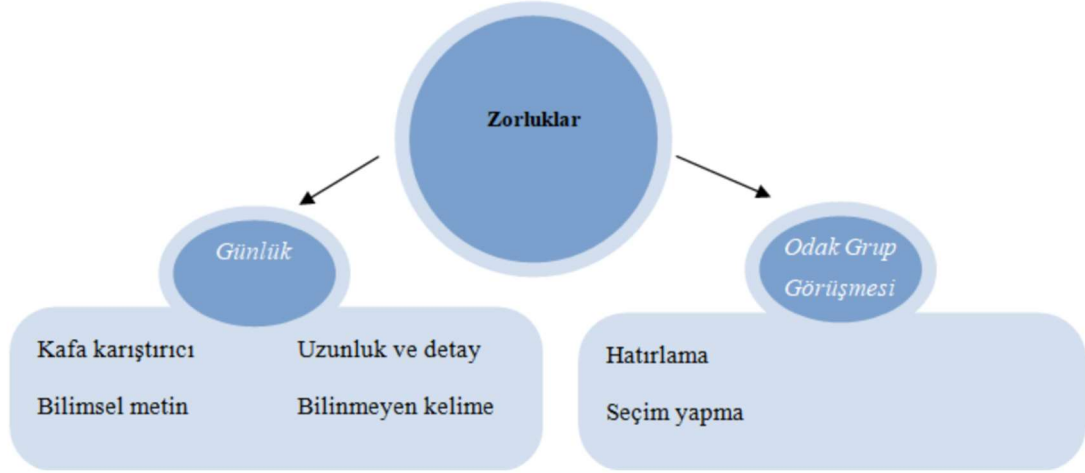 Zorluklar
Günlük
Kafa karıştırıcı Uzunluk ve detay
Bilimsel metin Bilinmeyen kelime
Odak Grup
Görüşmesi
Hatırlama
Seçim yapma